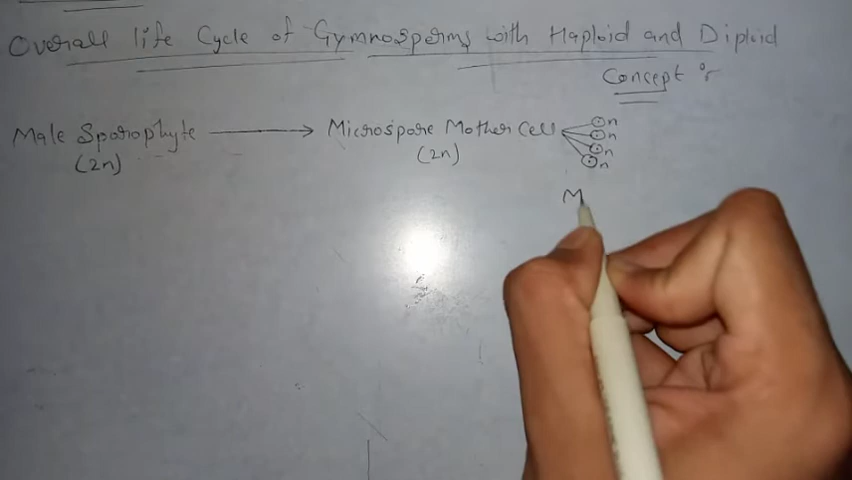 Overall life Cycle of Gymnosperms with Haploid and Diploid
Concept :
Male Sporophyte → Microspore Mother Cell n
n
n
n
(2n) (2n)
M